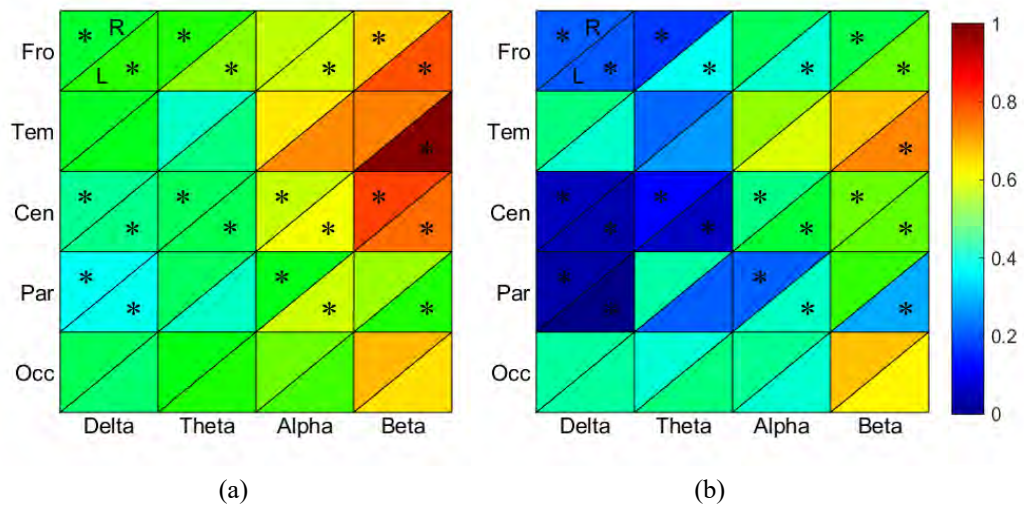 Fro
R
L
* * * * * * *
Tem
*
Cen
* * * * * * * *
Par
* * * * *
Occ
Delta Theta Alpha Beta
(a)
R
L
* * * * * * *
*
* * * * * * * *
* * * * *
Fro
Tem
Cen
Par
Occ
Delta Theta Alpha Beta
(b)
1
0.8
0.6
0.4
0.2
0